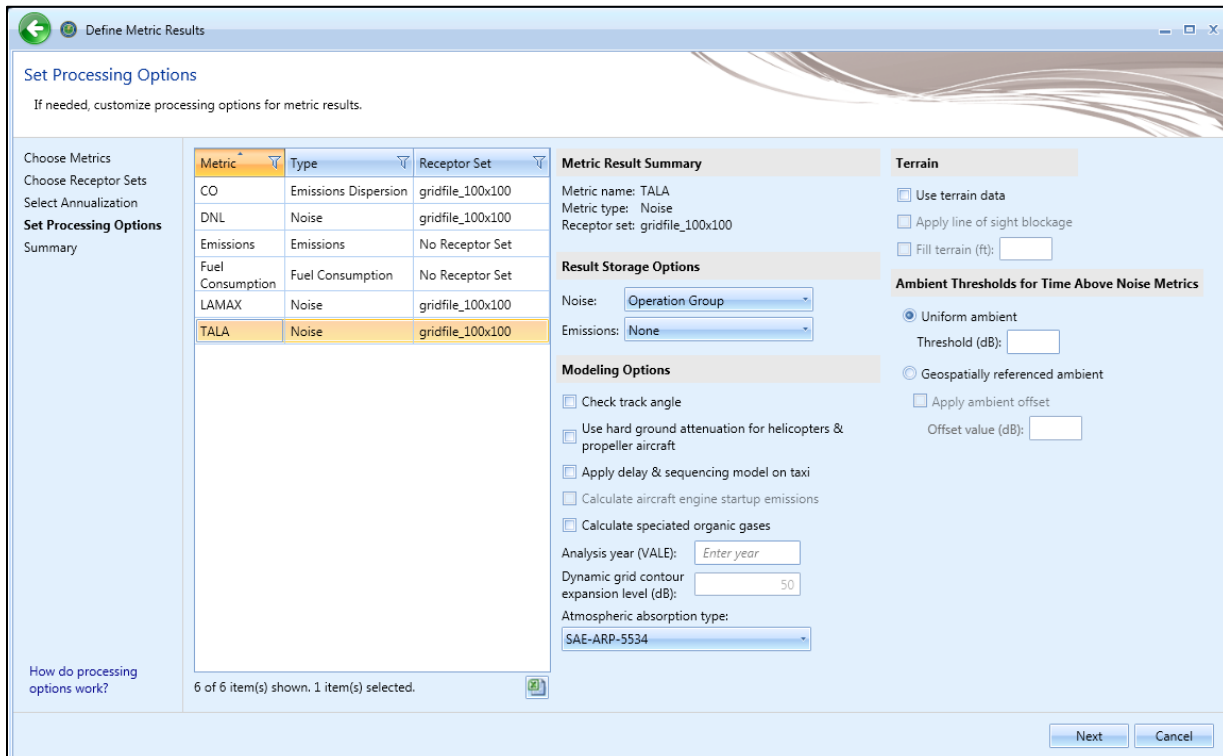 Define Metric Results
Set Processing Options
If needed, customize processing options for metric results.
Choose Metrics
Choose Receptor Sets
Select Annualization
Set Processing Options
Summary
How do processing
options work?
Metric Type Receptor Set
CO Emissions Dispersion gridfile_100x100
DNL Noise gridfile_100x100
Emissions Emissions No Receptor Set
Fuel
Consumption Fuel Consumption No Receptor Set
LAMAX Noise gridfile_100x100
TALA Noise gridfile_100x100
6 of 6 item(s) shown. 1 item(s) selected.
Metric Result Summary
Metric name: TALA
Metric type: Noise
Receptor set: gridfile_100x100
Result Storage Options
Noise: Operation Group
Emissions: None
Modeling Options
Check track angle
Use hard ground attenuation for helicopters &
propeller aircraft
Apply delay & sequencing model on taxi
Calculate aircraft engine startup emissions
Calculate speciated organic gases
Analysis year (VALE): Enter year
Dynamic grid contour
expansion level (dB): 50
Atmospheric absorption type:
SAE-ARP-5534
Terrain
Use terrain data
Apply line of sight blockage
Fill terrain (ft):
Ambient Thresholds for Time Above Noise Metrics
Uniform ambient
Threshold (dB):
Geospatially referenced ambient
Apply ambient offset
Offset value (dB):
Next Cancel